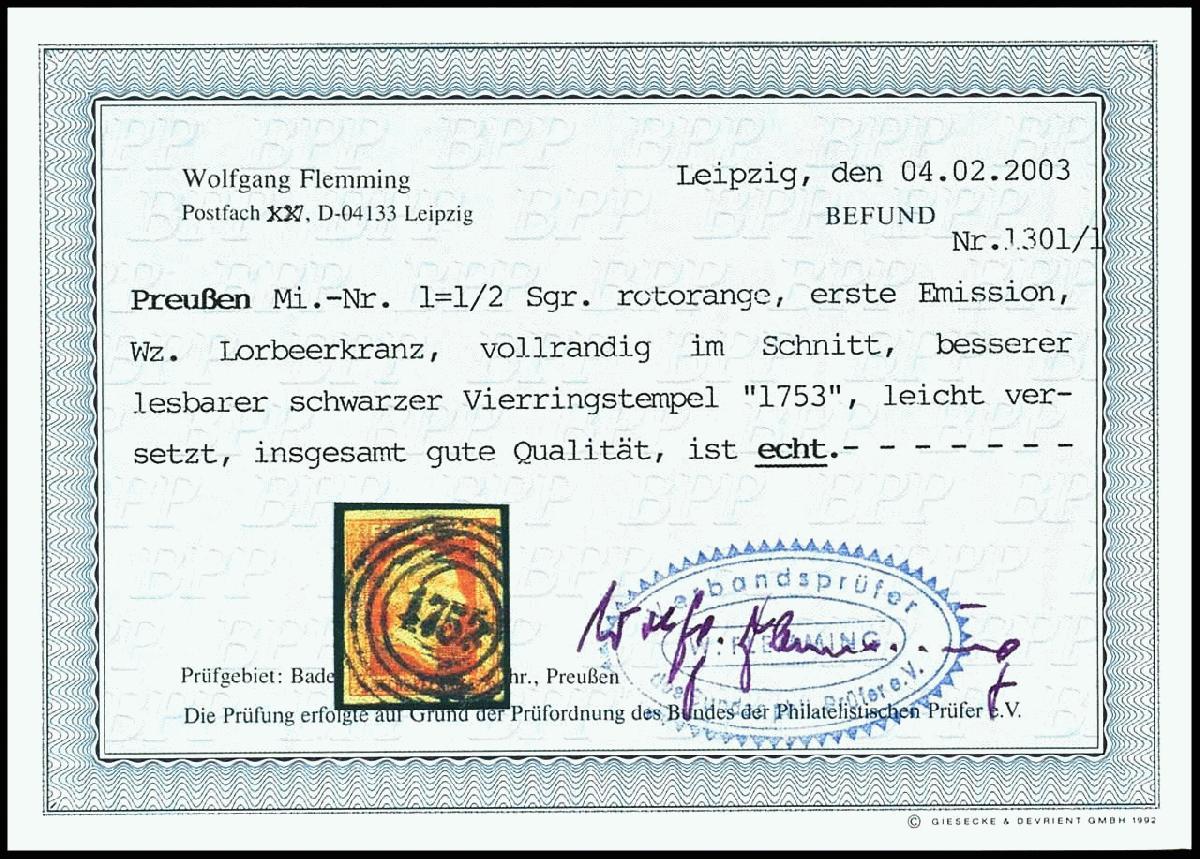 Wolfgang Flemming
Postfach XX, D-04133 Leipzig
Leipzig, den 04.02.2003
BEFUND
Nr.1301/1
Preußen Mi.-Nr. 1=1/2 Sgr. rotorange, erste Emission,
Wz. Lorbeerkranz, vollrandig im Schnitt, besserer
lesbarer schwarzer Vierringstempel "1753", leicht ver-
setzt, insgesamt gute Qualität, ist echt.- - - - - - - -
Verbandsprüfer
W. FLEMMING
Prüfgebiet: Bade hr., Preußen
Die Prüfung erfolgte auf Grund der Prüfordnung des Bundes der Philatelistischen Prüfer e.V.
© GIESECKE & DEVRIENT GMBH 1992